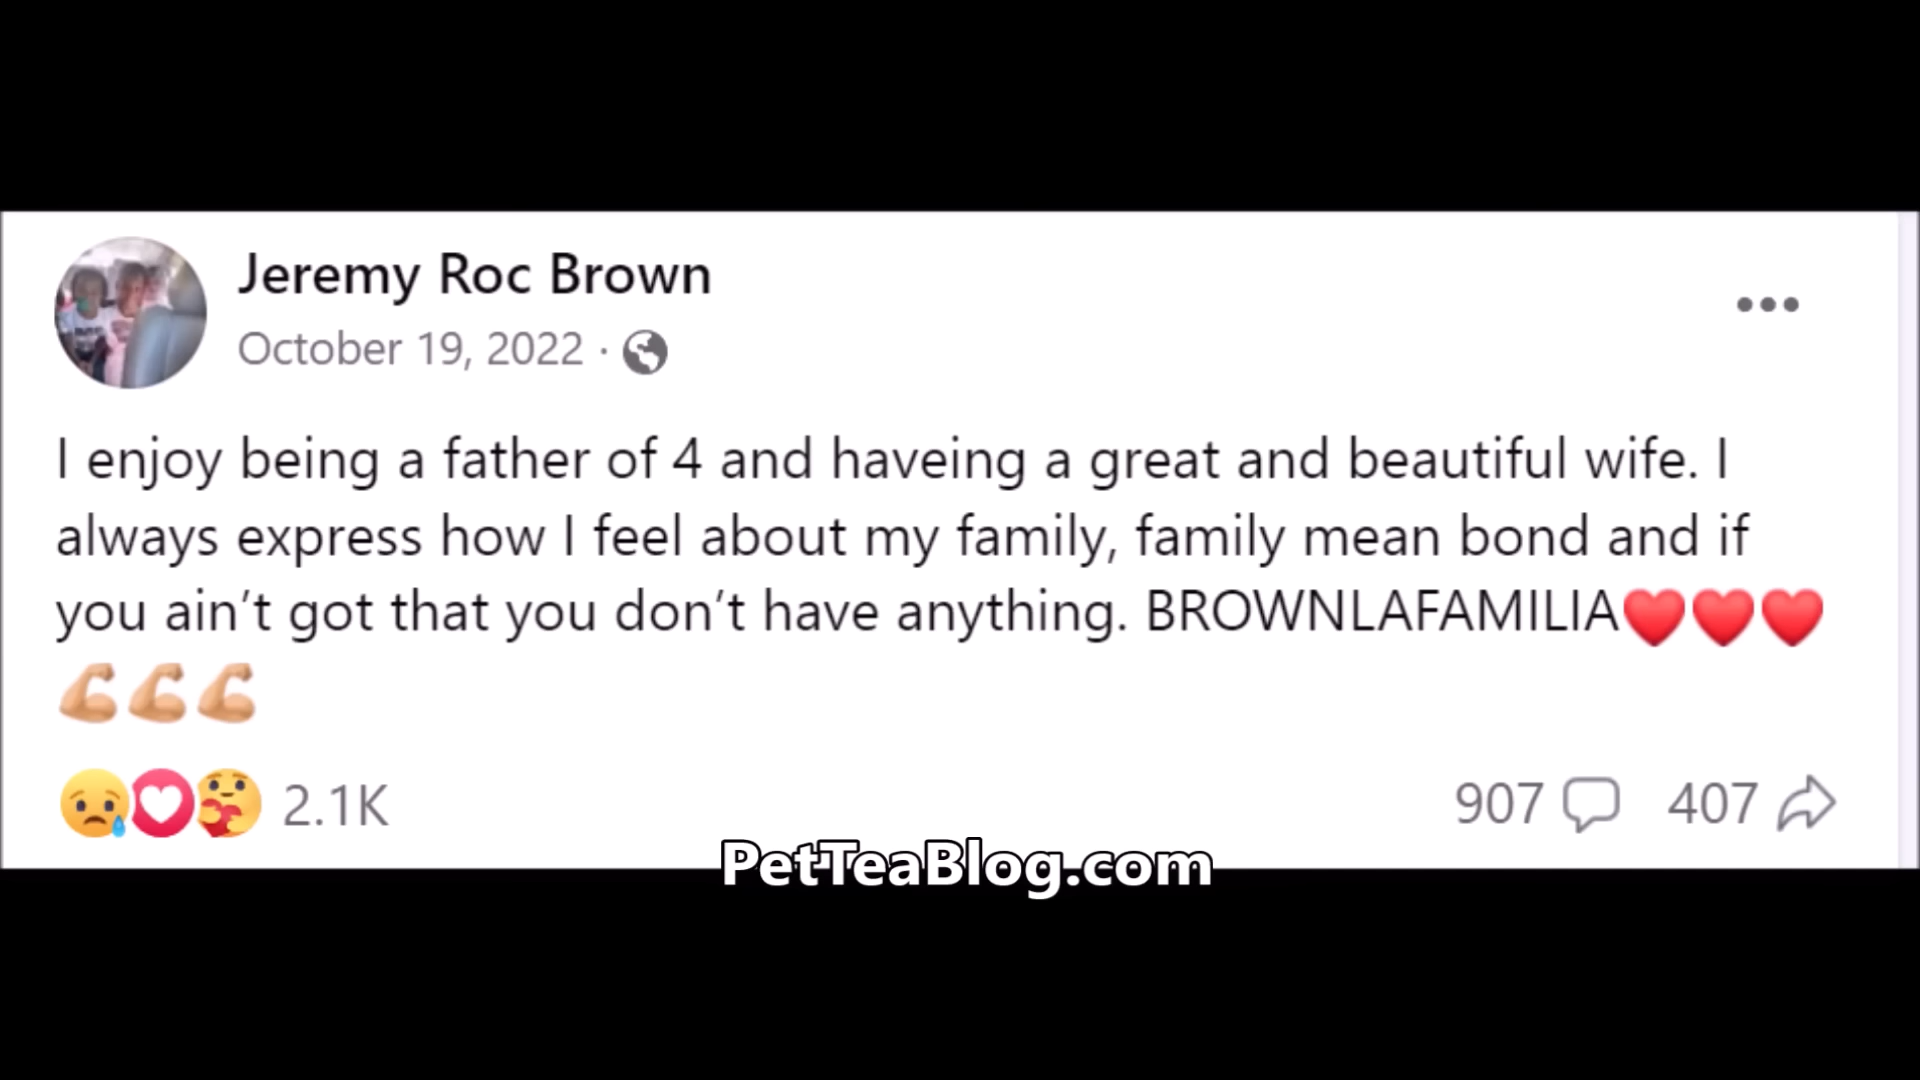 Jeremy Roc Brown
October 19, 2022 ·
I enjoy being a father of 4 and haveing a great and beautiful wife. I
always express how I feel about my family, family mean bond and if
you ain’t got that you don’t have anything. BROWNLAFAMILIA❤️❤️❤️
💪🏼💪🏼💪🏼
2.1K
907
407
PetTeaBlog.com